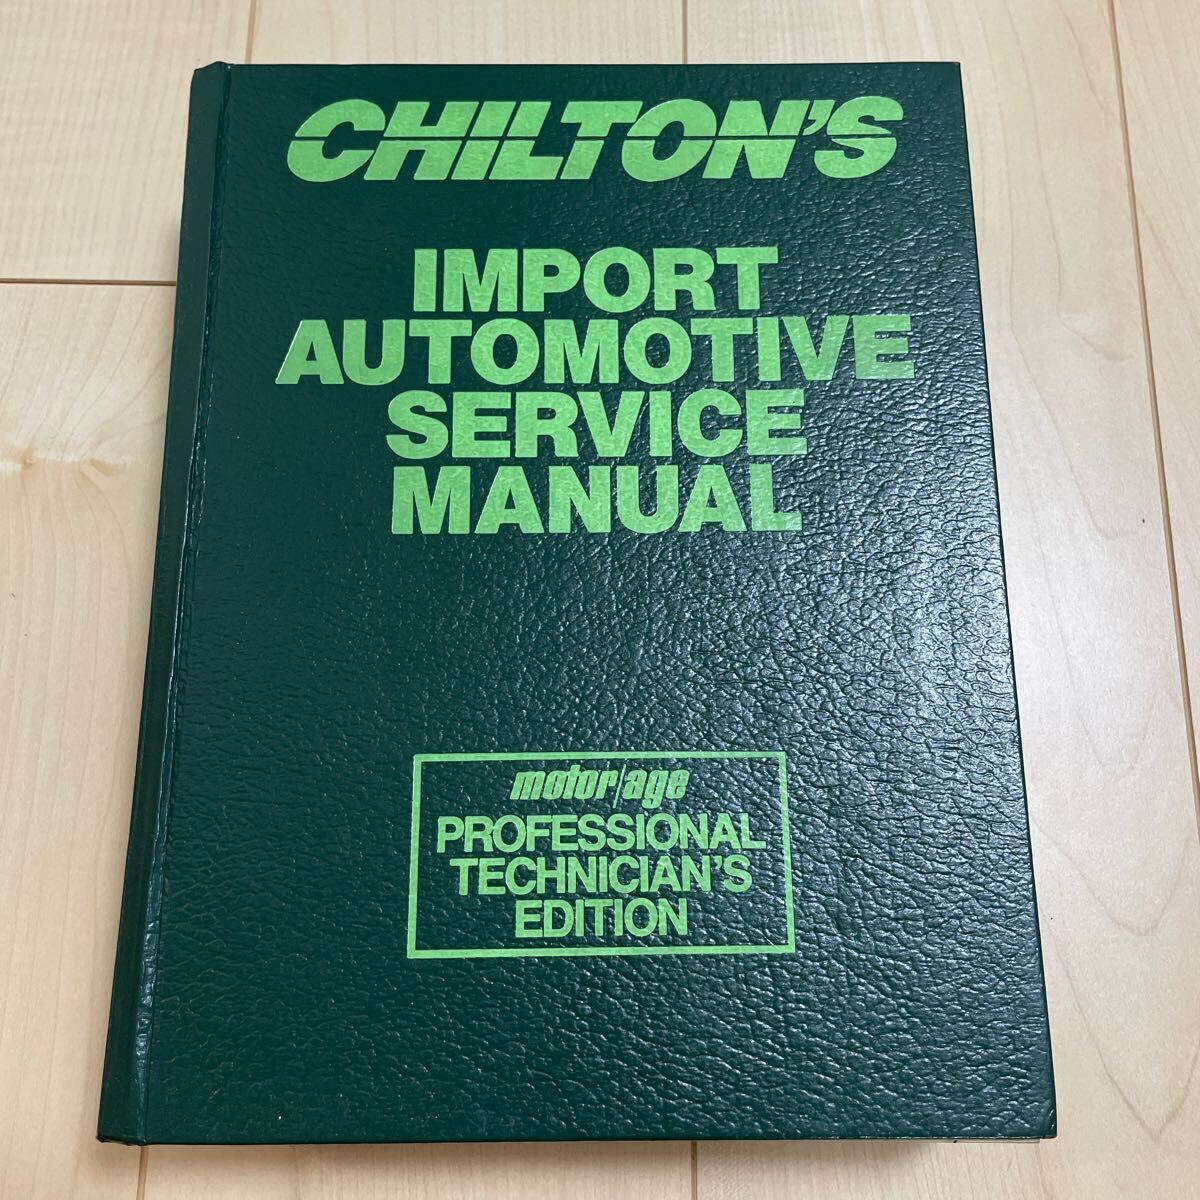 CHILTON'S
IMPORT
AUTOMOTIVE
SERVICE
MANUAL
motor/age
PROFESSIONAL
TECHNICIAN'S
EDITION